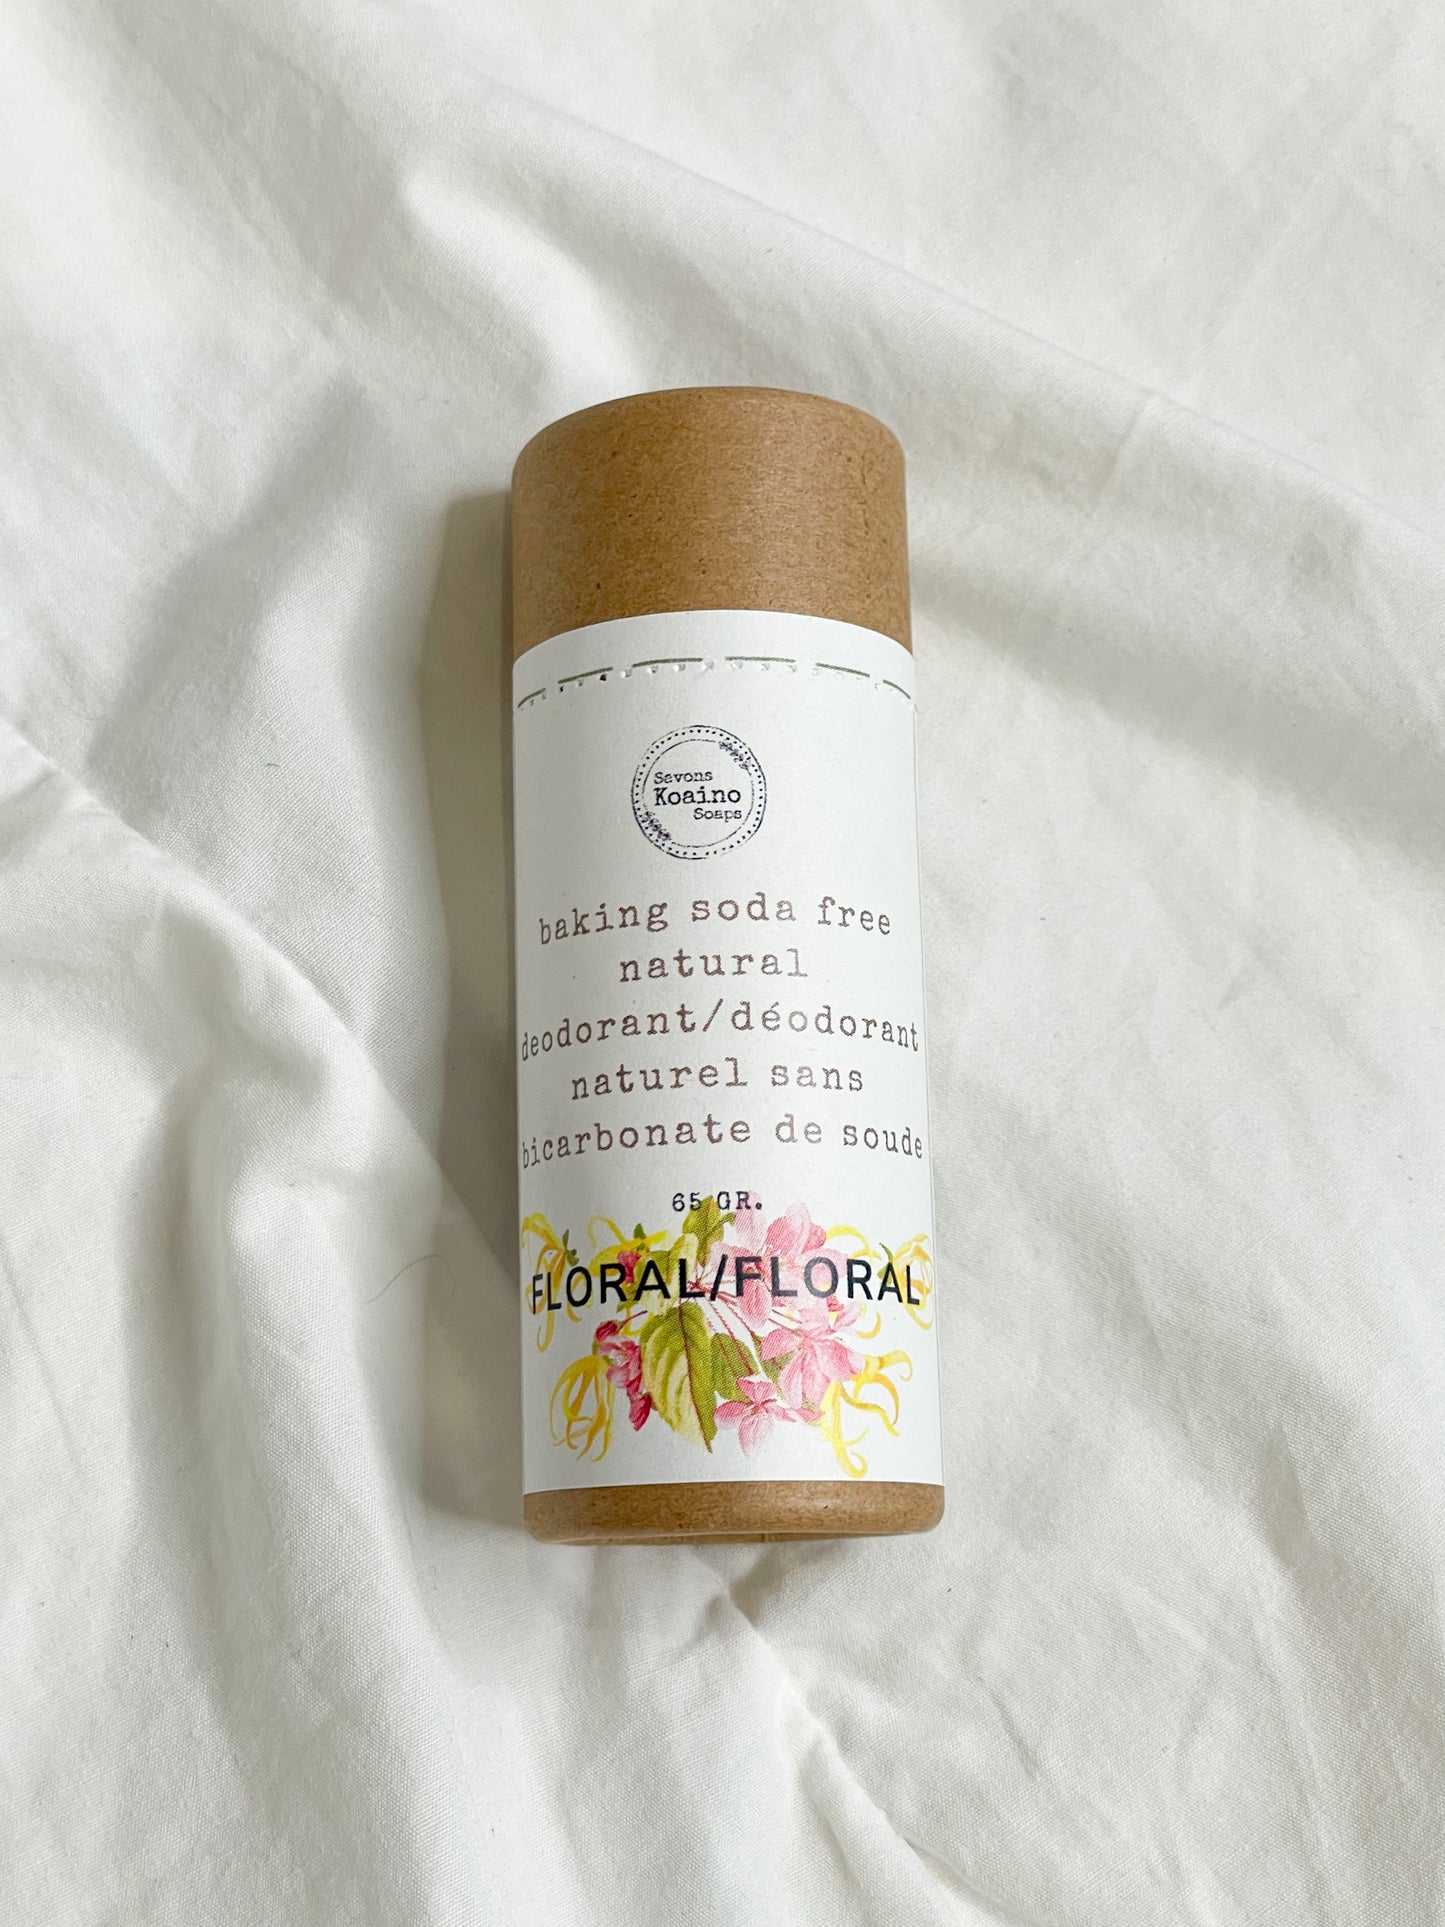 Savons
Koaino
Soaps
baking soda free
natural
deodorant/déodorant
naturel sans
bicarbonate de soude
65 GR.
FLORAL/FLORAL